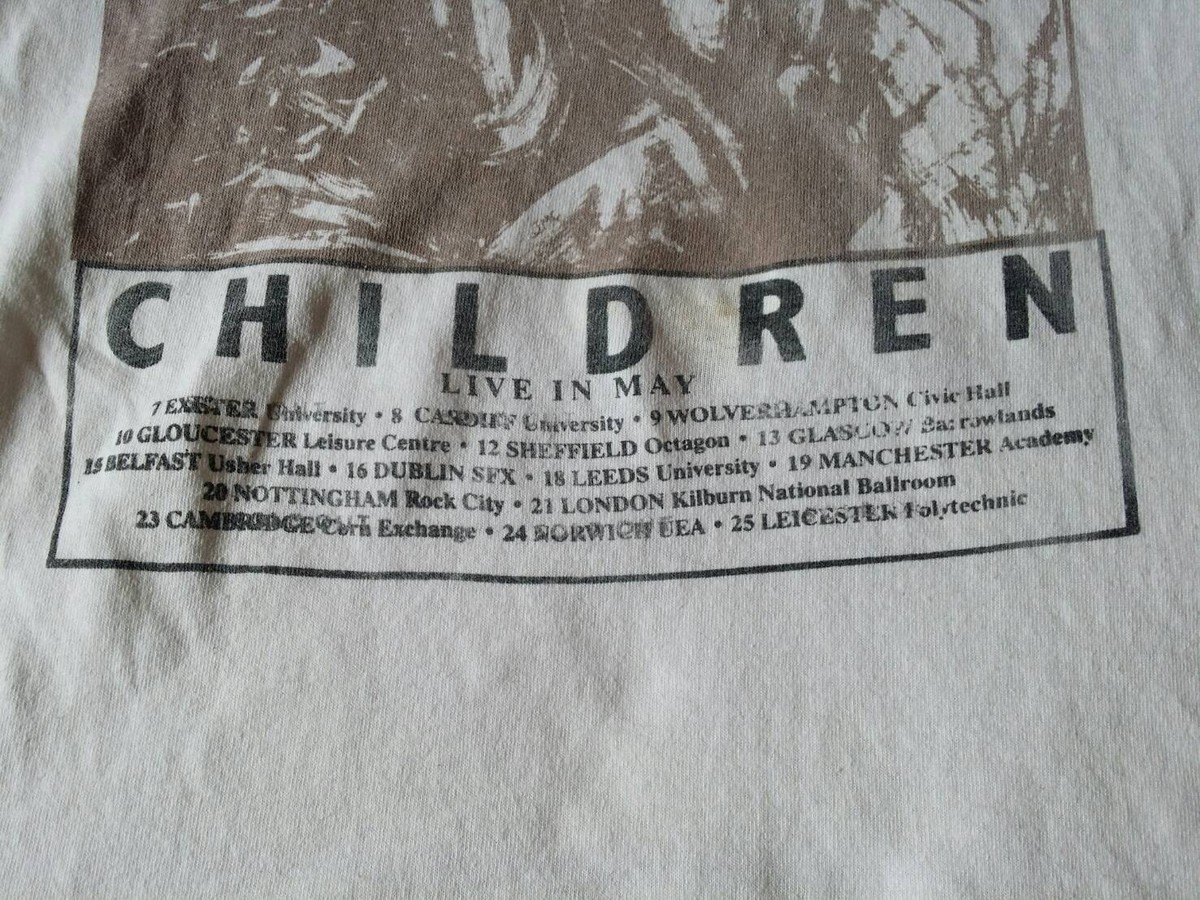 CHILDREN
LIVE IN MAY
7 EXETER University • 8 CARDIFF University • 9 WOLVERHAMPTON Civic Hall
10 GLOUCESTER Leisure Centre • 12 SHEFFIELD Octagon • 13 GLASGOW Barrowlands
15 BELFAST Usher Hall • 16 DUBLIN SFX • 18 LEEDS University • 19 MANCHESTER Academy
20 NOTTINGHAM Rock City • 21 LONDON Kilburn National Ballroom
23 CAMBRIDGE Corn Exchange • 24 NORWICH UEA • 25 LEICESTER Polytechnic